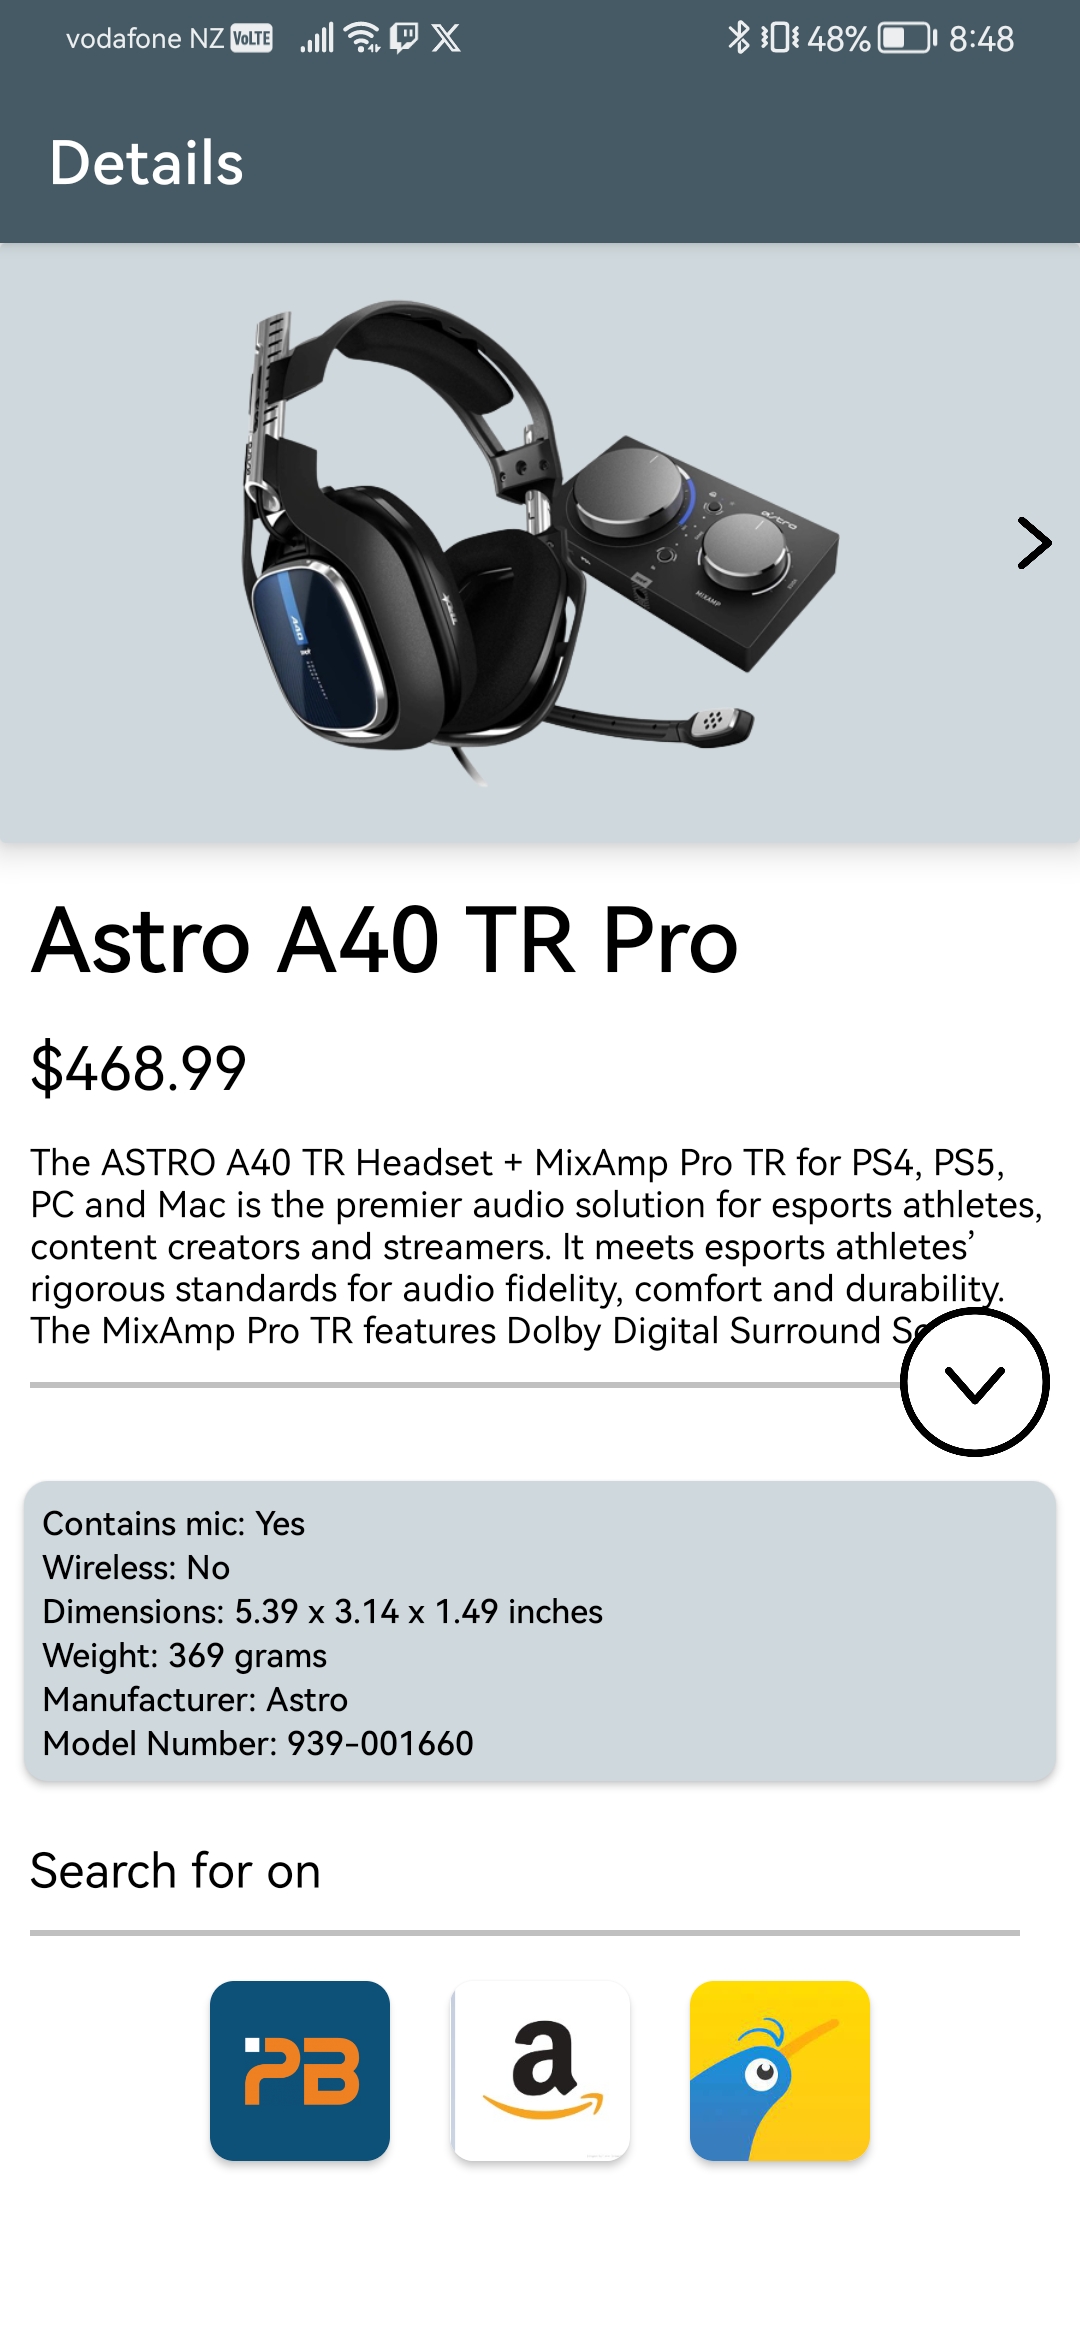 vodafone NZ VoLTE 48% 8:48
Details
A40
astro
MIXAMP
Astro A40 TR Pro
$468.99
The ASTRO A40 TR Headset + MixAmp Pro TR for PS4, PS5,
PC and Mac is the premier audio solution for esports athletes,
content creators and streamers. It meets esports athletes’
rigorous standards for audio fidelity, comfort and durability.
The MixAmp Pro TR features Dolby Digital Surround
Contains mic: Yes
Wireless: No
Dimensions: 5.39 x 3.14 x 1.49 inches
Weight: 369 grams
Manufacturer: Astro
Model Number: 939-001660
Search for on
PB
a